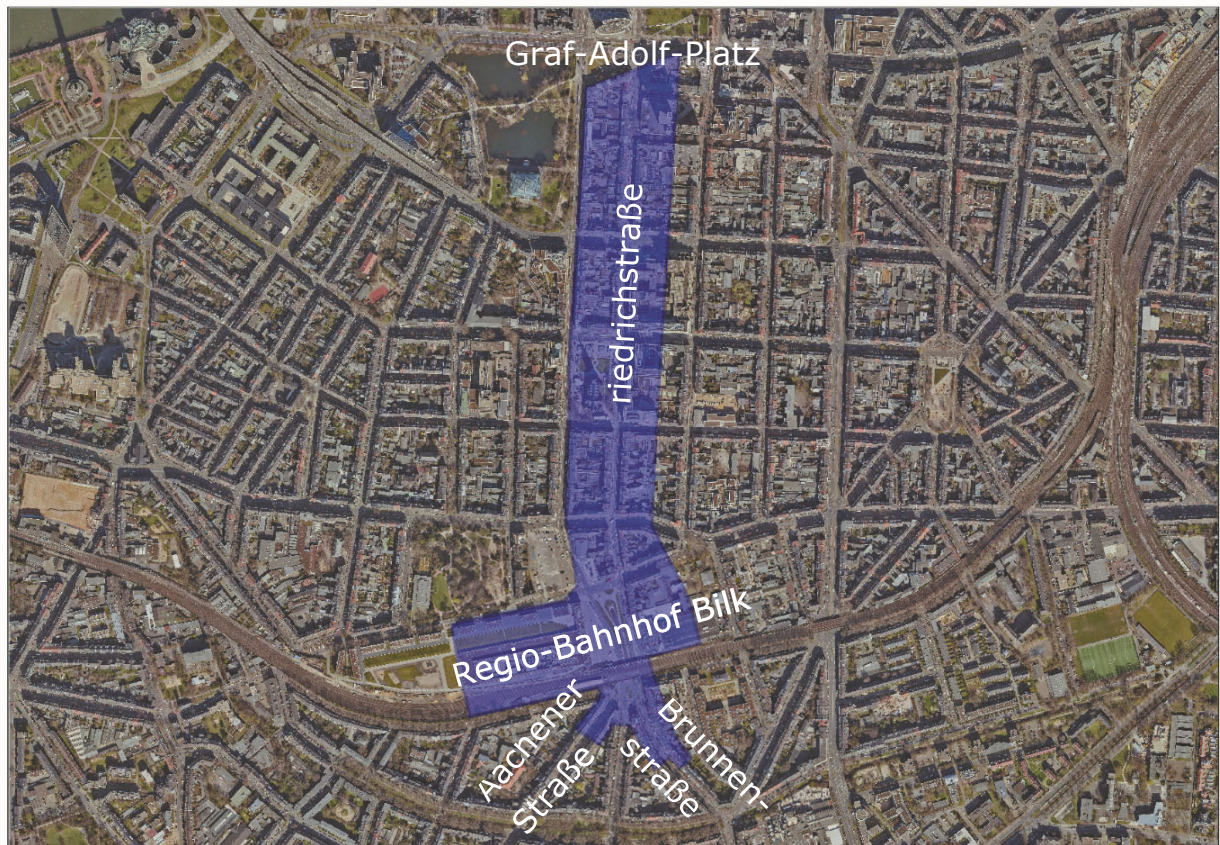 Graf-Adolf-Platz
riedrichstraße
Regio-Bahnhof Bilk
Aachener
Straße
Brunnen-
straße